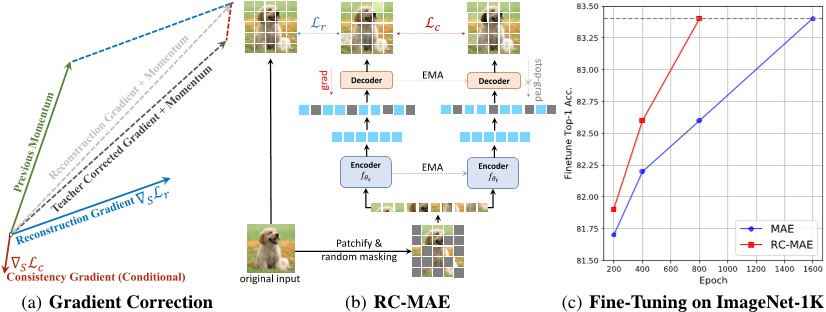 Previous Momentum
Reconstruction Gradient + Momentum
Teacher Corrected Gradient + Momentum
Reconstruction Gradient ∇_S ℒ_r
∇_S ℒ_c
Consistency Gradient (Conditional)
(a) Gradient Correction
ℒ_r
ℒ_c
grad
Decoder
EMA
Decoder
stop-grad
Encoder
f_θs
EMA
Encoder
f_θt
Patchify &
random masking
original input
(b) RC-MAE
Finetune Top-1 Acc.
83.50
83.25
83.00
82.75
82.50
82.25
82.00
81.75
81.50
MAE
RC-MAE
200 400 600 800 1000 1200 1400 1600
Epoch
(c) Fine-Tuning on ImageNet-1K